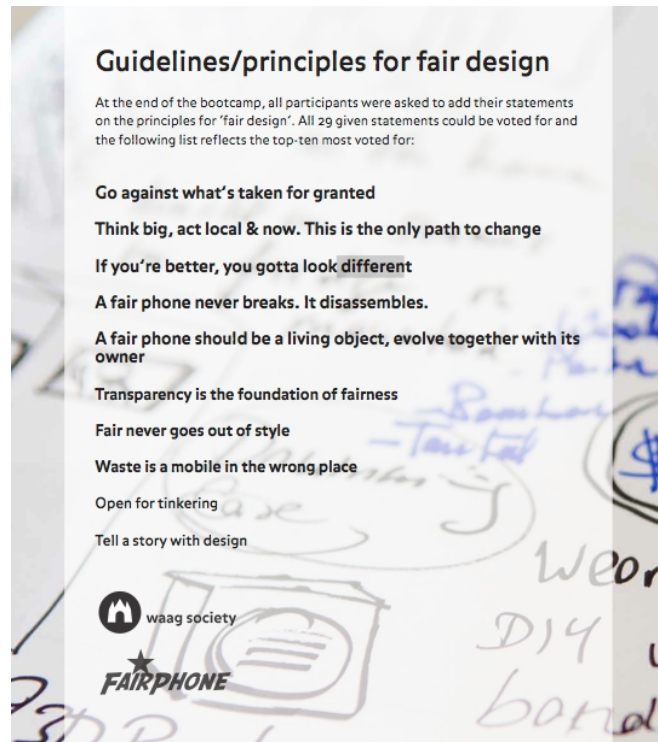 Guidelines/principles for fair design
At the end of the bootcamp, all participants were asked to add their statements
on the principles for ‘fair design’. All 29 given statements could be voted for and
the following list reflects the top-ten most voted for:
Go against what’s taken for granted
Think big, act local & now. This is the only path to change
If you’re better, you gotta look different
A fair phone never breaks. It disassembles.
A fair phone should be a living object, evolve together with its
owner
Transparency is the foundation of fairness
Fair never goes out of style
Waste is a mobile in the wrong place
Open for tinkering
Tell a story with design
waag society
FAIRPHONE
$
DIY